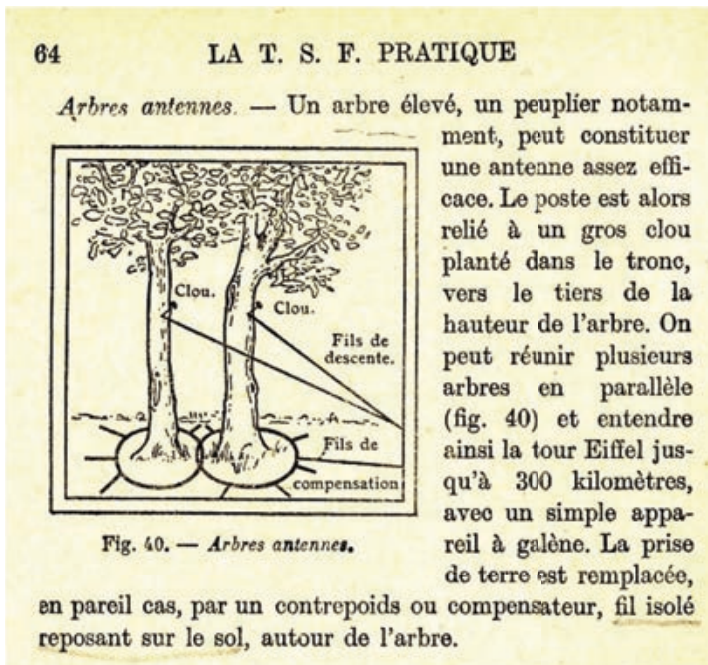 64 LA T. S. F. PRATIQUE
Arbres antennes. — Un arbre élevé, un peuplier notam-
ment, peut constituer
une antenne assez effi-
cace. Le poste est alors
relié à un gros clou
planté dans le tronc,
vers le tiers de la
hauteur de l'arbre. On
peut réunir plusieurs
arbres en parallèle
(fig. 40) et entendre
ainsi la tour Eiffel jus-
qu'à 300 kilomètres,
avec un simple appa-
reil à galène. La prise
de terre est remplacée,
en pareil cas, par un contrepoids ou compensateur, fil isolé
reposant sur le sol, autour de l'arbre.
Clou.
Clou.
Fils de
descente.
Fils de
compensation
Fig. 40. — Arbres antennes.